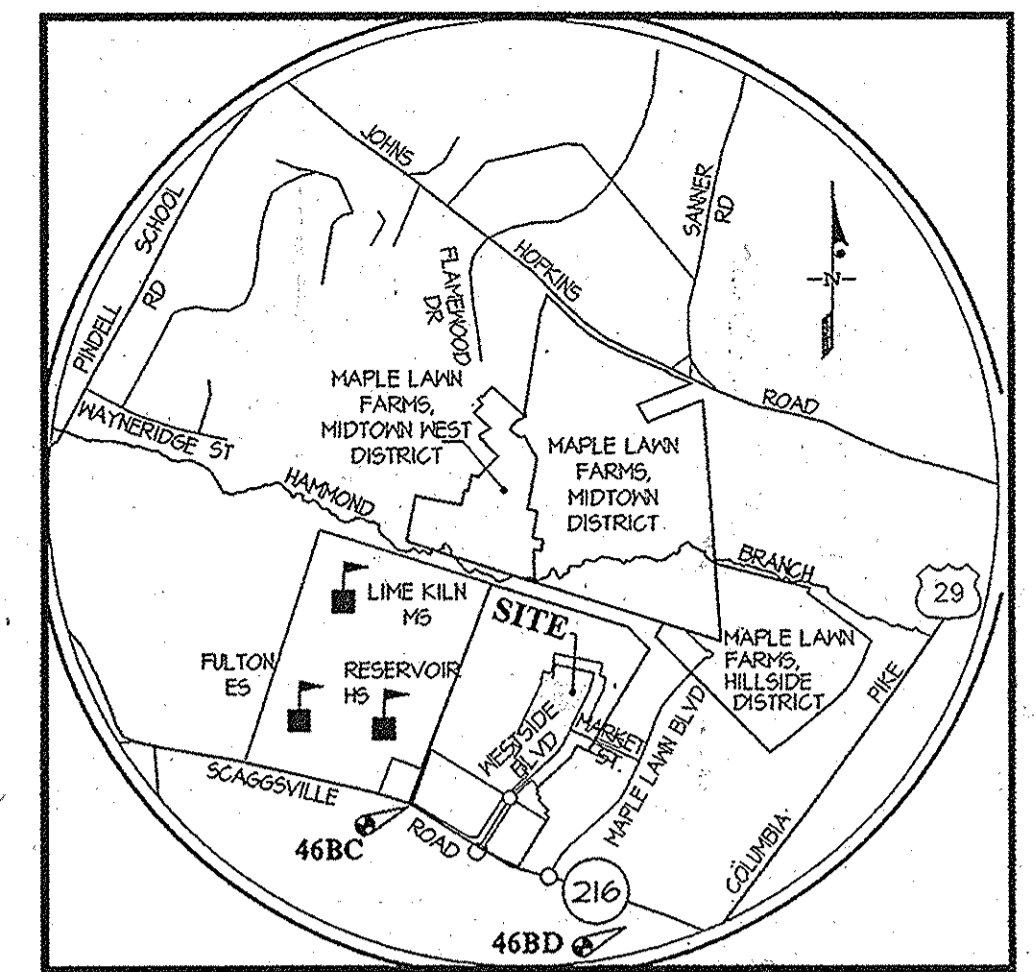 JOHNS
HOPKINS
ROAD
SANNER
RD
N
PINDELL
SCHOOL
RD
FLAMEWOOD
DR
WAYNERIDGE ST
MAPLE LAWN
FARMS,
MIDTOWN WEST
DISTRICT
MAPLE LAWN
FARMS,
MIDTOWN
DISTRICT
HAMMOND
BRANCH
29
LIME KILN
MS
SITE
FULTON
ES
RESERVOIR
HS
MAPLE LAWN
FARMS,
HILLSIDE
DISTRICT
WESTSIDE
BLVD
MARKET
ST.
MAPLE LAWN BLVD
COLUMBIA
PIKE
SCAGGSVILLE
ROAD
46BC
216
46BD